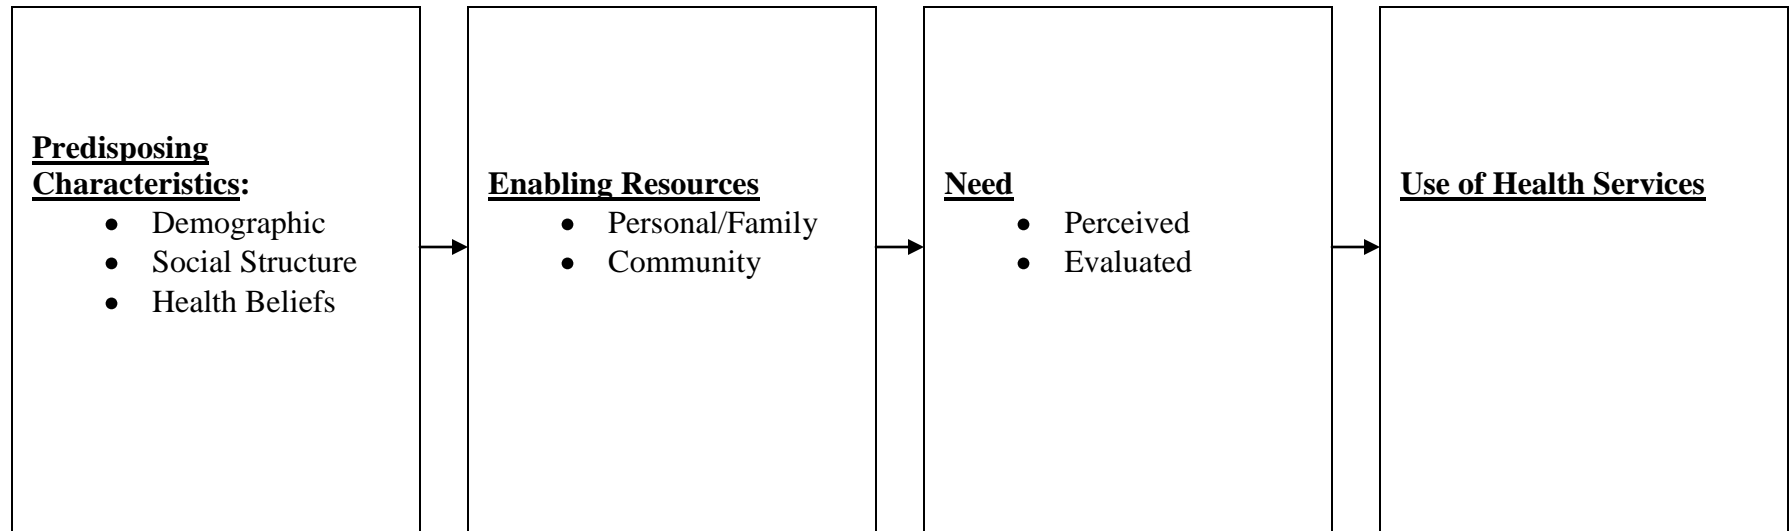 Predisposing
Characteristics:
● Demographic
● Social Structure
● Health Beliefs
Enabling Resources
● Personal/Family
● Community
Need
● Perceived
● Evaluated
Use of Health Services